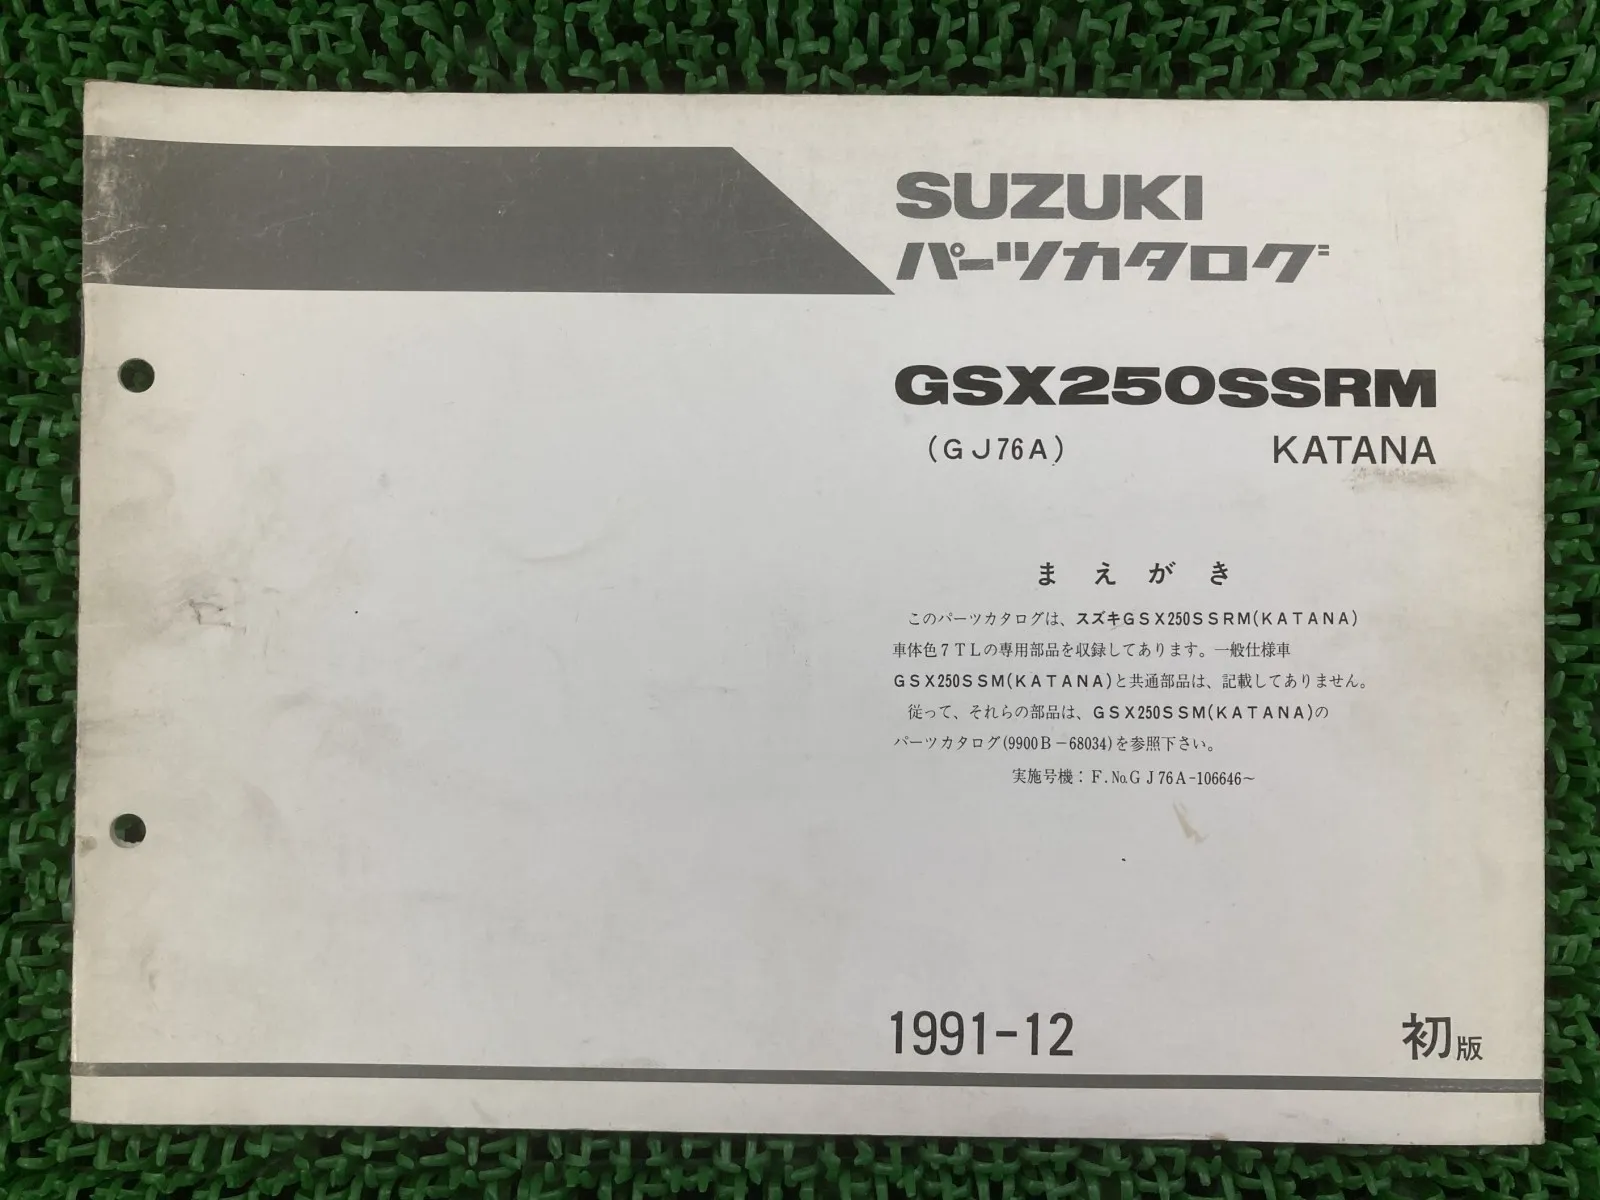 SUZUKI
パーツカタログ
GSX250SSRM
(GJ76A) KATANA
まえがき
このパーツカタログは、スズキGSX250SSRM(KATANA)
車体色7TLの専用部品を収録してあります。一般仕様車
GSX250SSM(KATANA)と共通部品は、記載してありません。
従って、それらの部品は、GSX250SSM(KATANA)の
パーツカタログ(9900B-68034)を参照下さい。
実施号機：F.No.GJ76A-106646~
1991-12 初版